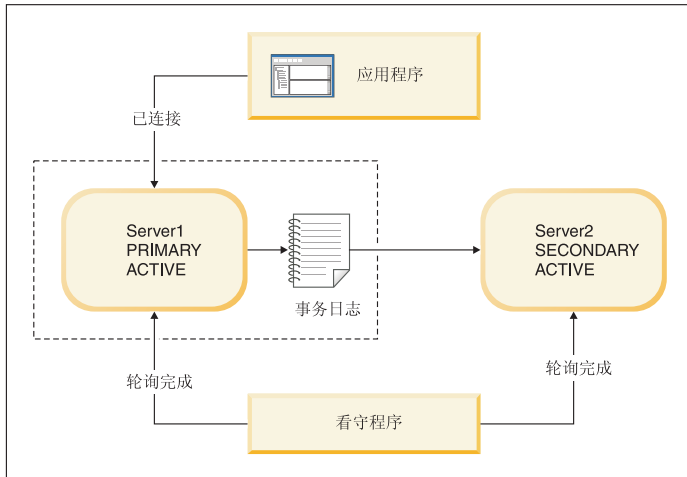 应用程序
已连接
Server1
PRIMARY
ACTIVE
事务日志
Server2
SECONDARY
ACTIVE
轮询完成
轮询完成
看守程序